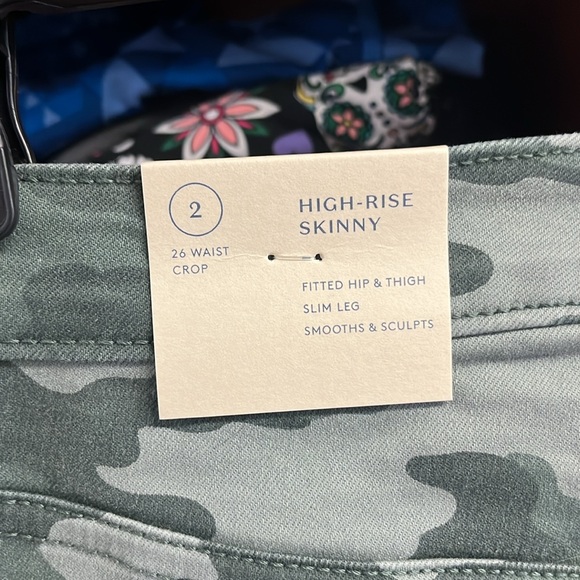 2
26 WAIST
CROP
HIGH-RISE
SKINNY
FITTED HIP & THIGH
SLIM LEG
SMOOTHS & SCULPTS